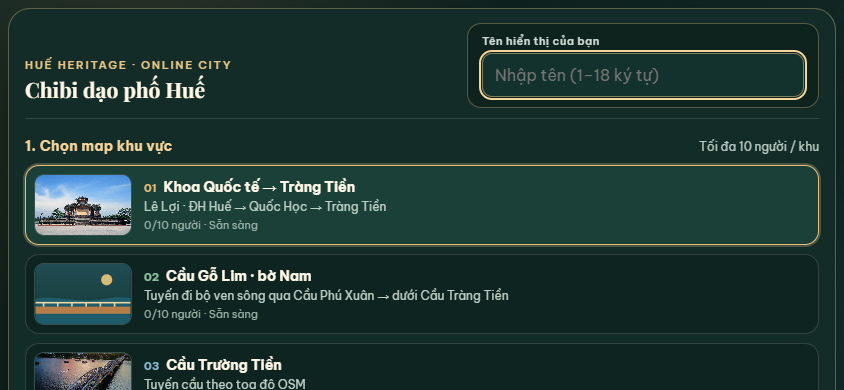 Tên hiển thị của bạn
HUẾ HERITAGE · ONLINE CITY
Chibi dạo phố Huế
Nhập tên (1–18 ký tự)
1. Chọn map khu vực
Tối đa 10 người / khu
01 Khoa Quốc tế → Tràng Tiền
Lê Lợi · ĐH Huế → Quốc Học → Tràng Tiền
0/10 người · Sẵn sàng
02 Cầu Gỗ Lim · bờ Nam
Tuyến đi bộ ven sông qua Cầu Phú Xuân → dưới Cầu Tràng Tiền
0/10 người · Sẵn sàng
03 Cầu Trường Tiền
Tuyến cầu theo tọa độ OSM